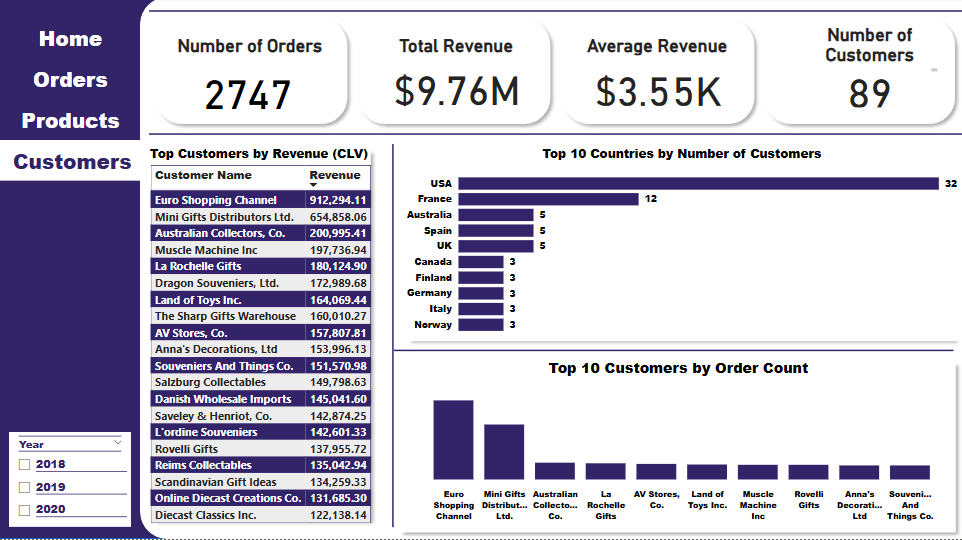 Home
Orders
Products
Customers
Year
2018
2019
2020
Number of Orders
2747
Total Revenue
$9.76M
Average Revenue
$3.55K
Number of
Customers
89
Top Customers by Revenue (CLV)
Customer Name Revenue
Euro Shopping Channel 912,294.11
Mini Gifts Distributors Ltd. 654,858.06
Australian Collectors, Co. 200,995.41
Muscle Machine Inc 197,736.94
La Rochelle Gifts 180,124.90
Dragon Souveniers, Ltd. 172,989.68
Land of Toys Inc. 164,069.44
The Sharp Gifts Warehouse 160,010.27
AV Stores, Co. 157,807.81
Anna's Decorations, Ltd 153,996.13
Souveniers And Things Co. 151,570.98
Salzburg Collectables 149,798.63
Danish Wholesale Imports 145,041.60
Saveley & Henriot, Co. 142,874.25
L'ordine Souveniers 142,601.33
Rovelli Gifts 137,955.72
Reims Collectables 135,042.94
Scandinavian Gift Ideas 134,259.33
Online Diecast Creations Co. 131,685.30
Diecast Classics Inc. 122,138.14
Top 10 Countries by Number of Customers
USA 32
France 12
Australia 5
Spain 5
UK 5
Canada 3
Finland 3
Germany 3
Italy 3
Norway 3
Top 10 Customers by Order Count
Euro
Shopping
Channel
Mini Gifts
Distribut...
Ltd.
Australian
Collecto...
Co.
La
Rochelle
Gifts
AV Stores,
Co.
Land of
Toys Inc.
Muscle
Machine
Inc
Rovelli
Gifts
Anna's
Decorati...
Ltd
Souveni...
And
Things Co.